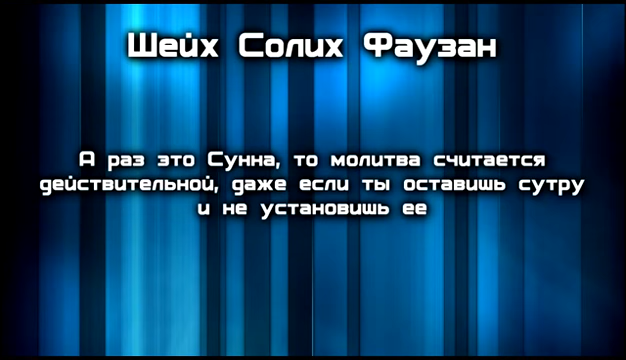 Шейх Солих Фаузан
А раз это Сунна, то молитва считается
действительной, даже если ты оставишь сутру
и не установишь ее